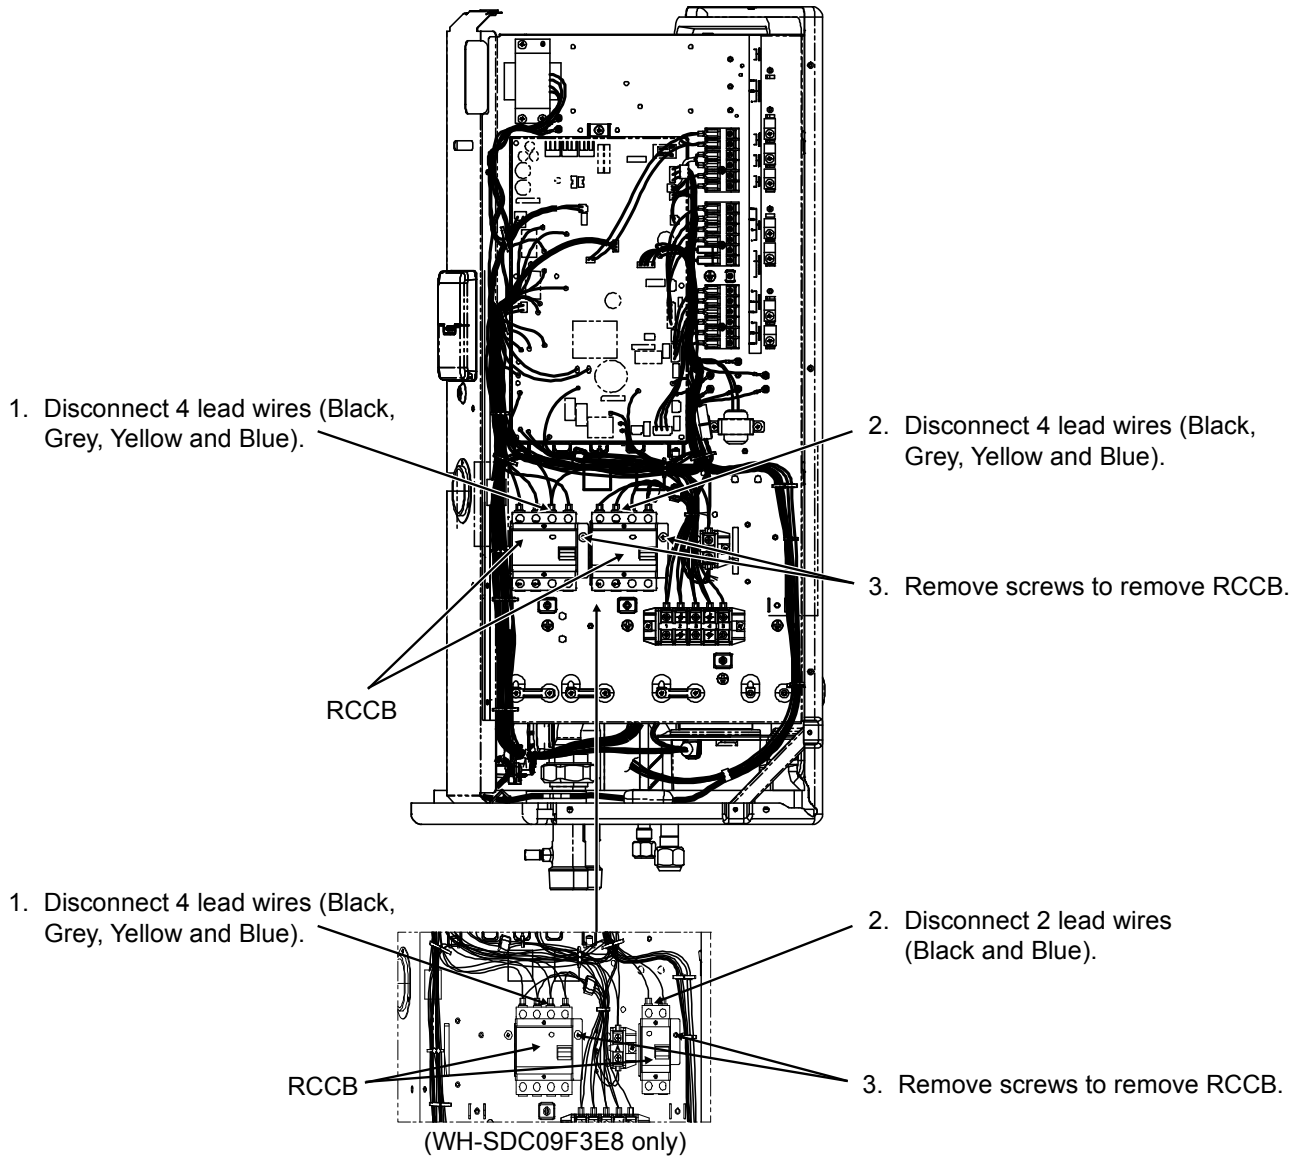 1. Disconnect 4 lead wires (Black,
Grey, Yellow and Blue).
2. Disconnect 4 lead wires (Black,
Grey, Yellow and Blue).
3. Remove screws to remove RCCB.
RCCB
1. Disconnect 4 lead wires (Black,
Grey, Yellow and Blue).
2. Disconnect 2 lead wires
(Black and Blue).
RCCB
3. Remove screws to remove RCCB.
(WH-SDC09F3E8 only)